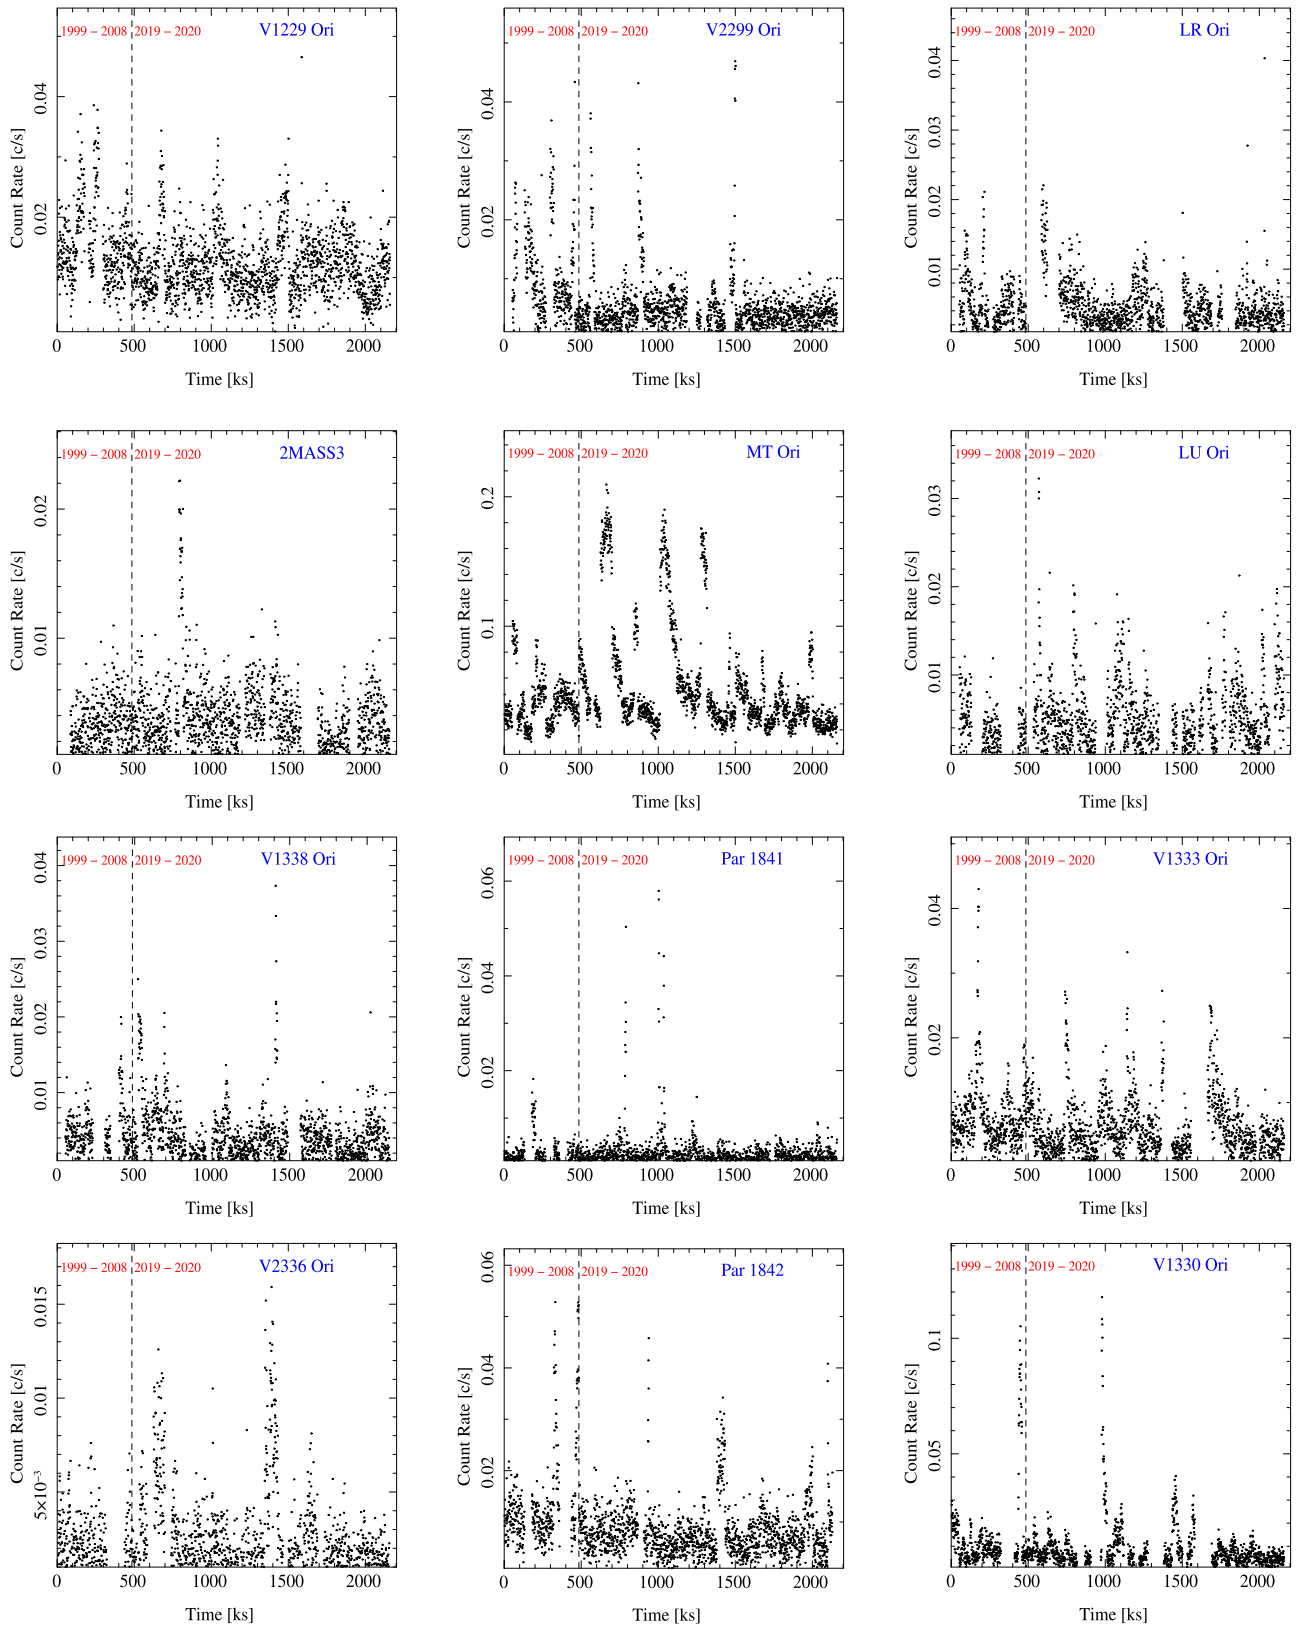 1999 – 2008 2019 – 2020 V1229 Ori
Count Rate [c/s]
0.02 0.04
0 500 1000 1500 2000
Time [ks]
1999 – 2008 2019 – 2020 V2299 Ori
Count Rate [c/s]
0.02 0.04
0 500 1000 1500 2000
Time [ks]
1999 – 2008 2019 – 2020 LR Ori
Count Rate [c/s]
0.01 0.02 0.03 0.04
0 500 1000 1500 2000
Time [ks]
1999 – 2008 2019 – 2020 2MASS3
Count Rate [c/s]
0.01 0.02
0 500 1000 1500 2000
Time [ks]
1999 – 2008 2019 – 2020 MT Ori
Count Rate [c/s]
0.1 0.2
0 500 1000 1500 2000
Time [ks]
1999 – 2008 2019 – 2020 LU Ori
Count Rate [c/s]
0.01 0.02 0.03
0 500 1000 1500 2000
Time [ks]
1999 – 2008 2019 – 2020 V1338 Ori
Count Rate [c/s]
0.01 0.02 0.03 0.04
0 500 1000 1500 2000
Time [ks]
1999 – 2008 2019 – 2020 Par 1841
Count Rate [c/s]
0.02 0.04 0.06
0 500 1000 1500 2000
Time [ks]
1999 – 2008 2019 – 2020 V1333 Ori
Count Rate [c/s]
0.02 0.04
0 500 1000 1500 2000
Time [ks]
1999 – 2008 2019 – 2020 V2336 Ori
Count Rate [c/s]
5×10⁻³ 0.01 0.015
0 500 1000 1500 2000
Time [ks]
1999 – 2008 2019 – 2020 Par 1842
Count Rate [c/s]
0.02 0.04 0.06
0 500 1000 1500 2000
Time [ks]
1999 – 2008 2019 – 2020 V1330 Ori
Count Rate [c/s]
0.05 0.1
0 500 1000 1500 2000
Time [ks]